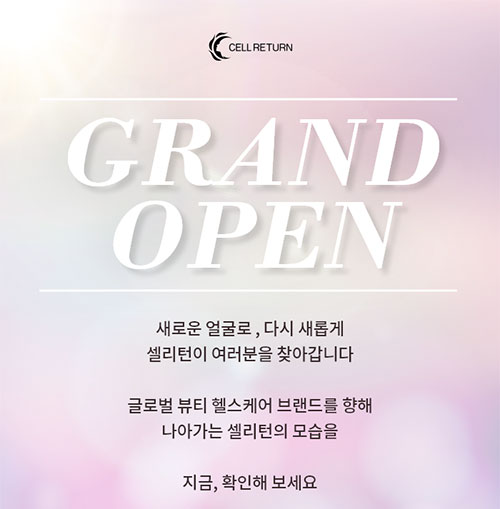 CELL RETURN
GRAND
OPEN
새로운 얼굴로 , 다시 새롭게
셀리턴이 여러분을 찾아갑니다
글로벌 뷰티 헬스케어 브랜드를 향해
나아가는 셀리턴의 모습을
지금, 확인해 보세요